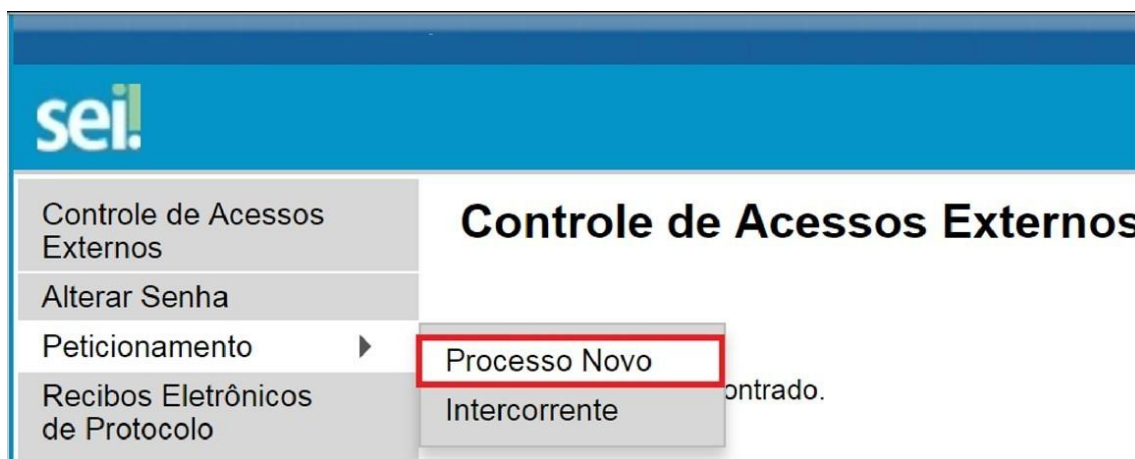 sei!
Controle de Acessos
Externos
Alterar Senha
Peticionamento
Recibos Eletrônicos
de Protocolo
Controle de Acessos Externos
Processo Novo
Intercorrente
ontrado.